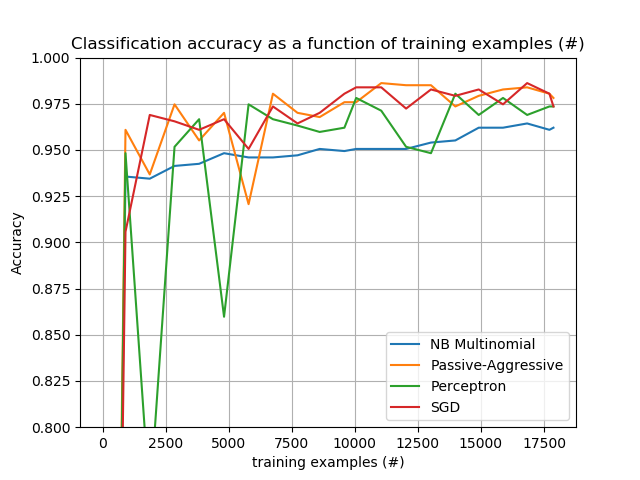 Classification accuracy as a function of training examples (#)
1.000
0.975
0.950
0.925
0.900
0.875
0.850
0.825
0.800
Accuracy
NB Multinomial
Passive-Aggressive
Perceptron
SGD
0 2500 5000 7500 10000 12500 15000 17500
training examples (#)